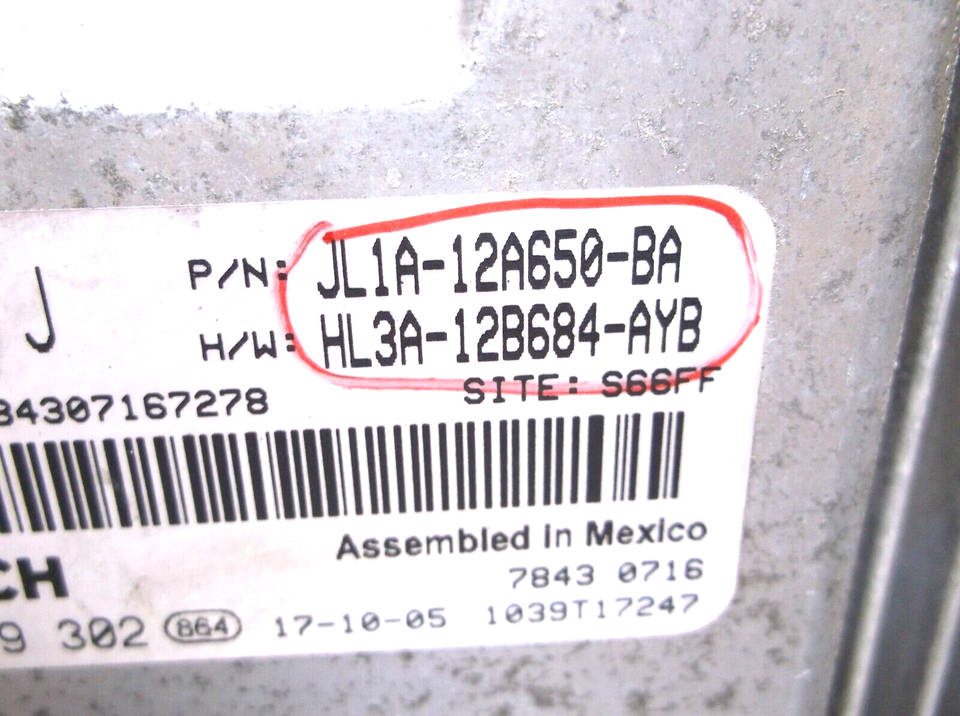 P/N: JL1A-12A650-BA
J
H/W: HL3A-12B684-AYB
SITE: S66FF
84307167278
Assembled in Mexico
CH
7843 0716
9 302 864 17-10-05 1039T17247